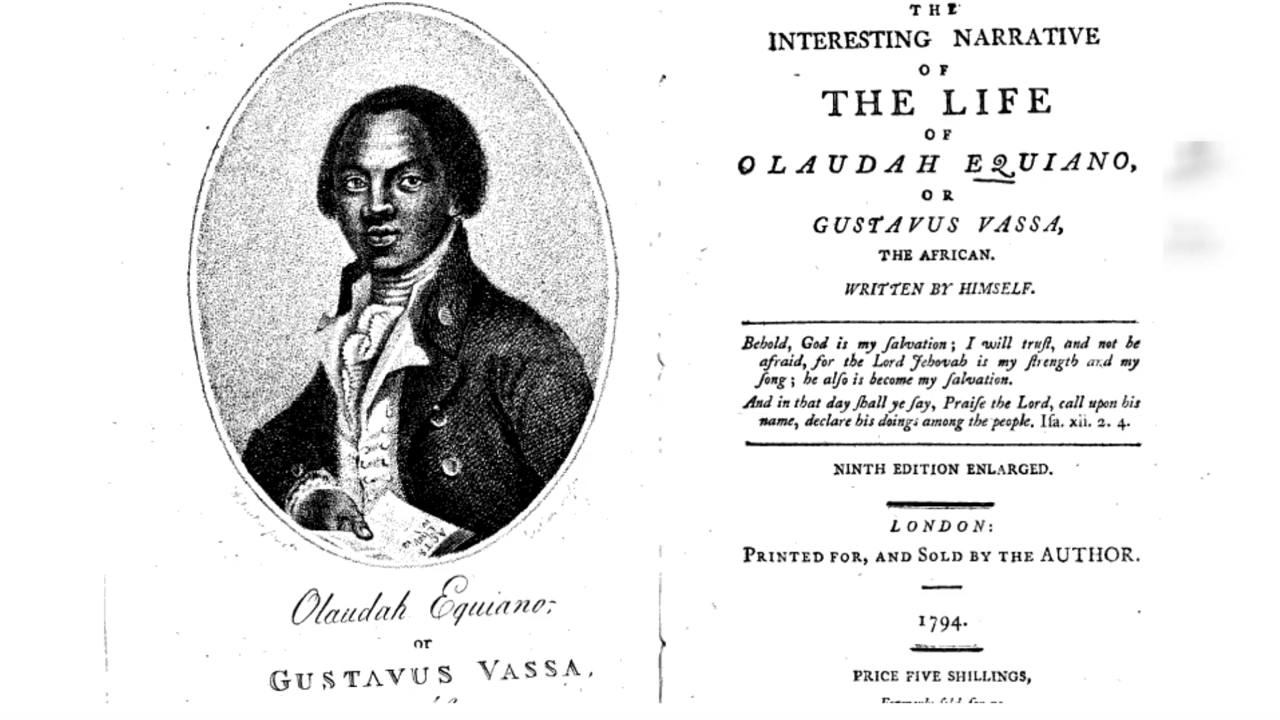 Olaudah Equiano;
or
GUSTAVUS VASSA,
THE
INTERESTING NARRATIVE
OF
THE LIFE
OF
OLAUDAH EQUIANO,
OR
GUSTAVUS VASSA,
THE AFRICAN.
WRITTEN BY HIMSELF.
Behold, God is my ſalvation; I will truſt, and not be
afraid, for the Lord Jehovah is my ſtrength and my
ſong; he alſo is become my ſalvation.
And in that day ſhall ye ſay, Praiſe the Lord, call upon his
name, declare his doings among the people. Iſa. xii. 2. 4.
NINTH EDITION ENLARGED.
LONDON:
PRINTED FOR, AND SOLD BY THE AUTHOR.
1794.
PRICE FIVE SHILLINGS,